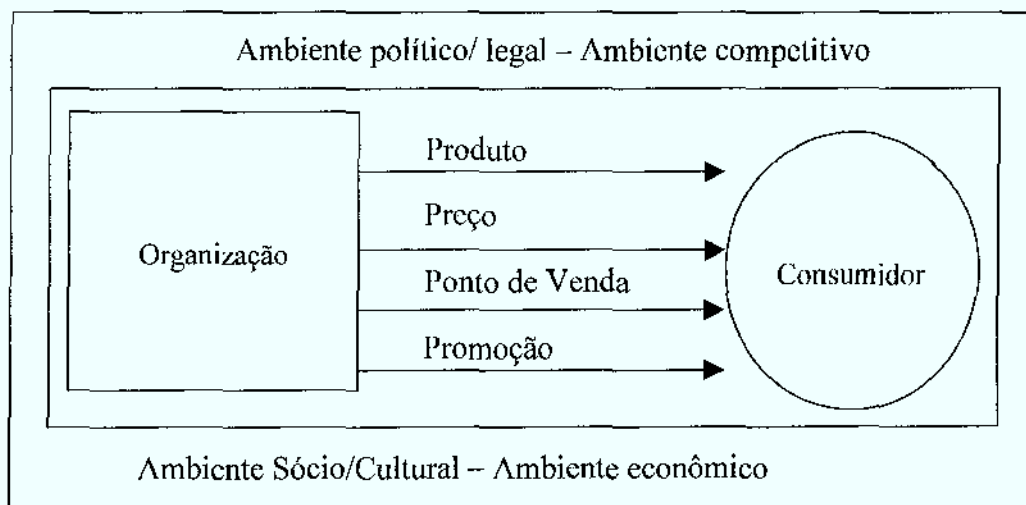 Ambiente político/ legal – Ambiente competitivo
Produto
Preço
Organização
Consumidor
Ponto de Venda
Promoção
Ambiente Sócio/Cultural – Ambiente econômico